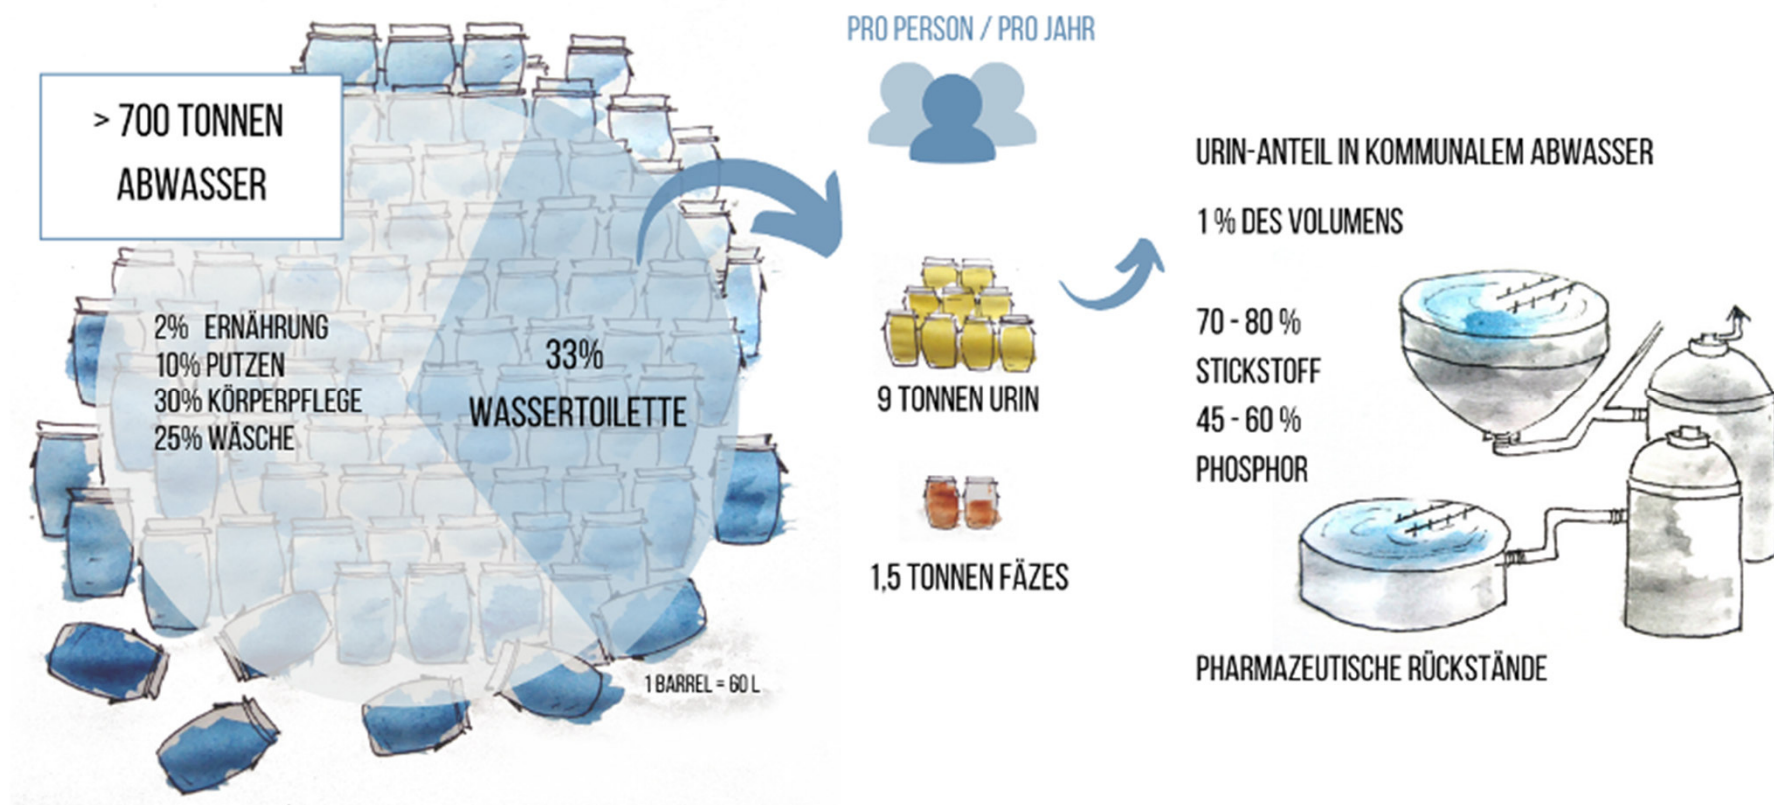 > 700 TONNEN
ABWASSER
2% ERNÄHRUNG
10% PUTZEN
30% KÖRPERPFLEGE
25% WÄSCHE
33%
WASSERTOILETTE
1 BARREL = 60 L
PRO PERSON / PRO JAHR
9 TONNEN URIN
1,5 TONNEN FÄZES
URIN-ANTEIL IN KOMMUNALEM ABWASSER
1 % DES VOLUMENS
70 - 80 %
STICKSTOFF
45 - 60 %
PHOSPHOR
PHARMAZEUTISCHE RÜCKSTÄNDE